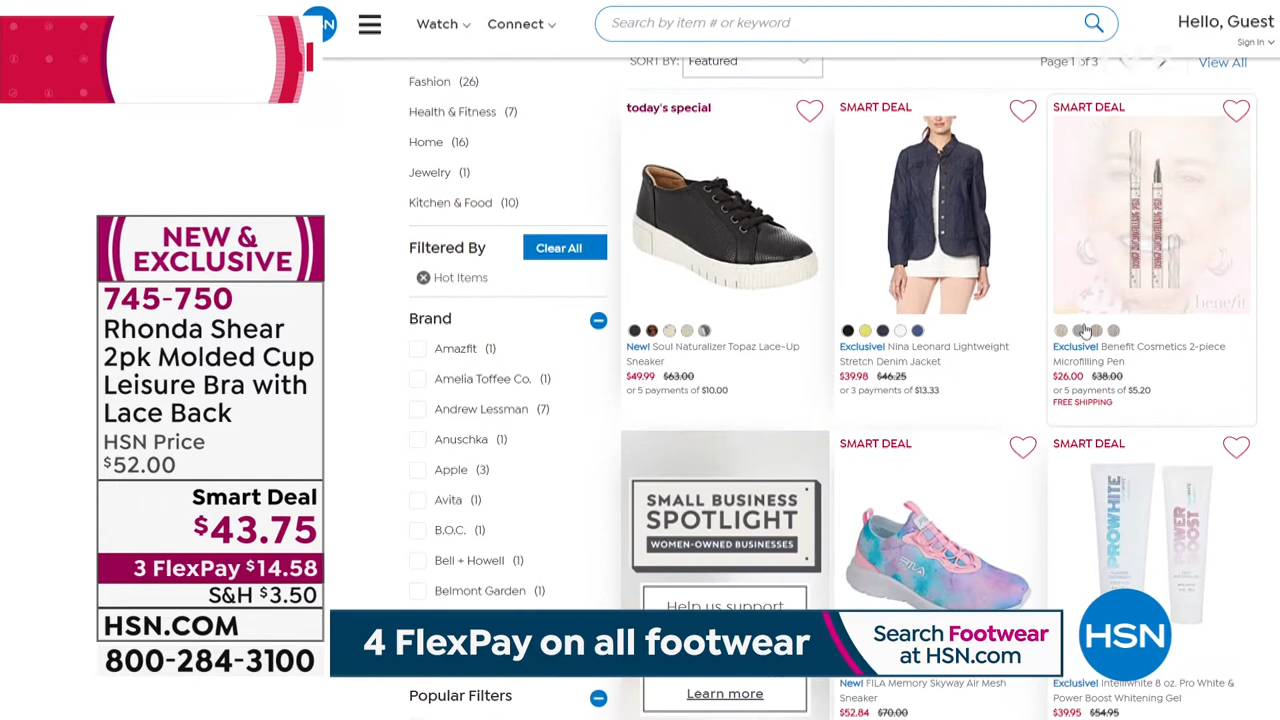 SN
Watch
Connect
Search by item # or keyword
Hello, Guest
Sign In
SORT BY:
Featured
Page 1 of 3
View All
Fashion (26)
Health & Fitness (7)
Home (16)
Jewelry (1)
Kitchen & Food (10)
Filtered By
Clear All
Hot Items
Brand
Amazfit (1)
Amelia Toffee Co. (1)
Andrew Lessman (7)
Anuschka (1)
Apple (3)
Avita (1)
B.O.C. (1)
Bell + Howell (1)
Belmont Garden (1)
Popular Filters
today's special
New! Soul Naturalizer Topaz Lace-Up
Sneaker
$49.99 $63.00
or 5 payments of $10.00
SMART DEAL
Exclusive! Nina Leonard Lightweight
Stretch Denim Jacket
$39.98 $46.25
or 3 payments of $13.33
SMART DEAL
benefit
Exclusive! Benefit Cosmetics 2-piece
Microfilling Pen
$26.00 $38.00
or 5 payments of $5.20
FREE SHIPPING
SMALL BUSINESS
SPOTLIGHT
WOMEN-OWNED BUSINESSES
Help us support
Learn more
SMART DEAL
FILA
New! FILA Memory Skyway Air Mesh
Sneaker
$52.84 $70.00
SMART DEAL
PROWHITE
POWER
BOOST
Exclusive! Intelliwhite 8 oz. Pro White &
Power Boost Whitening Gel
$39.95 $54.95
NEW &
EXCLUSIVE
745-750
Rhonda Shear
2pk Molded Cup
Leisure Bra with
Lace Back
HSN Price
$52.00
Smart Deal
$43.75
3 FlexPay $14.58
S&H $3.50
HSN.COM
800-284-3100
4 FlexPay on all footwear
Search Footwear
at HSN.com
HSN